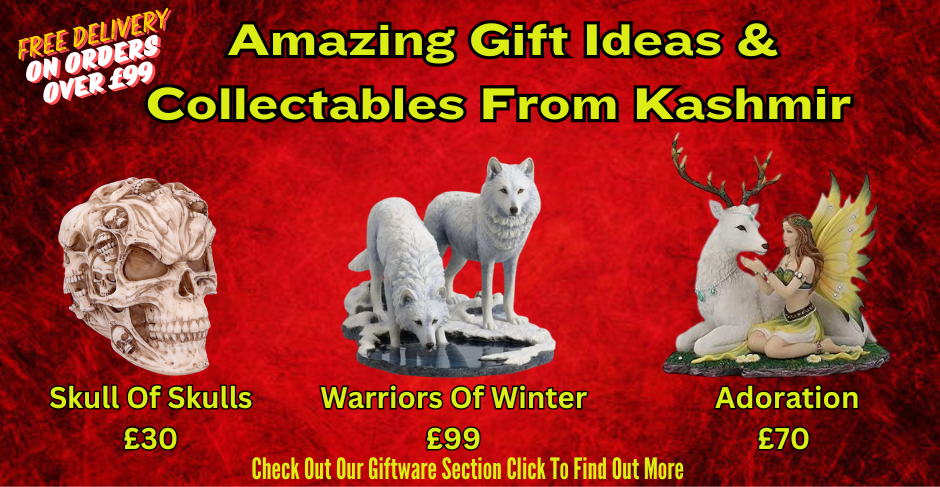 FREE DELIVERY
ON ORDERS
OVER £99
Amazing Gift Ideas &
Collectables From Kashmir
Skull Of Skulls
£30
Warriors Of Winter
£99
Adoration
£70
Check Out Our Giftware Section Click To Find Out More